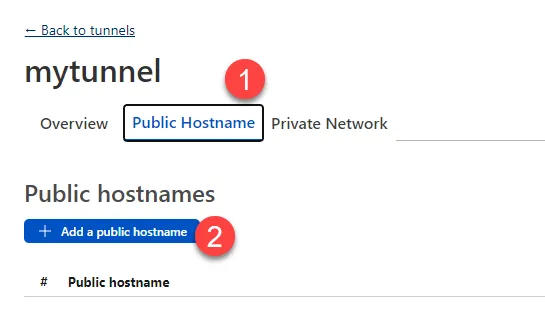 ← Back to tunnels
mytunnel
1
Overview Public Hostname Private Network
Public hostnames
+ Add a public hostname 2
# Public hostname